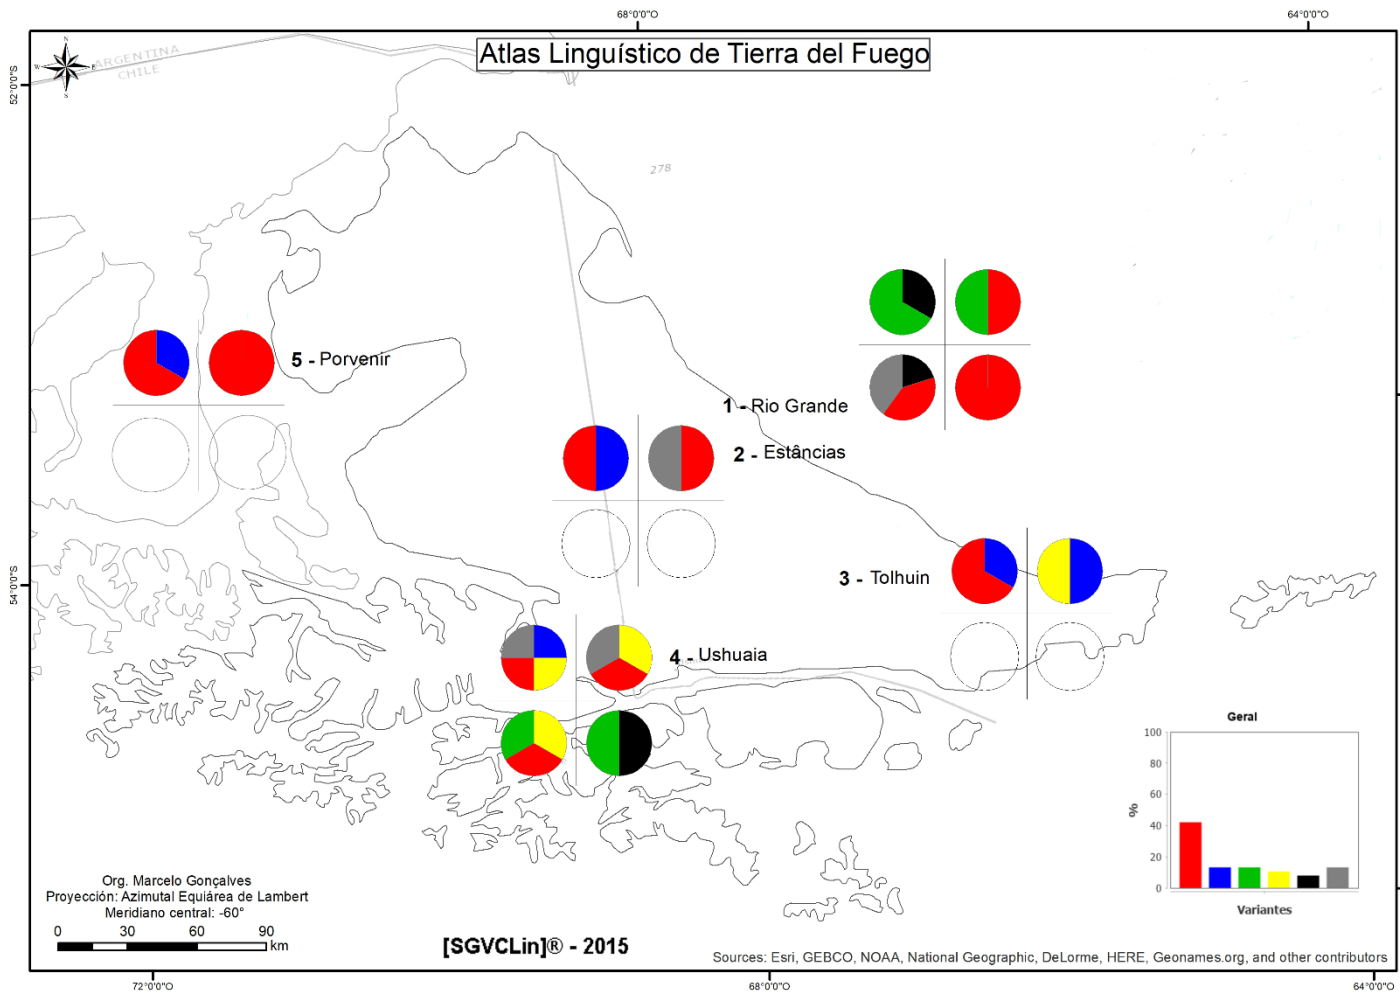 68°0'0"O
64°0'0"O
Atlas Linguístico de Tierra del Fuego
N
W
E
S
ARGENTINA
CHILE
52°0'0"S
278
5 - Porvenir
1 - Rio Grande
2 - Estâncias
3 - Tolhuin
54°0'0"S
4 - Ushuaia
Geral
100
80
60
40
20
0
%
Variantes
Org. Marcelo Gonçalves
Proyección: Azimutal Equiárea de Lambert
Meridiano central: -60°
0 30 60 90
km
[SGVCLin]® - 2015
Sources: Esri, GEBCO, NOAA, National Geographic, DeLorme, HERE, Geonames.org, and other contributors
72°0'0"O
68°0'0"O
64°0'0"O